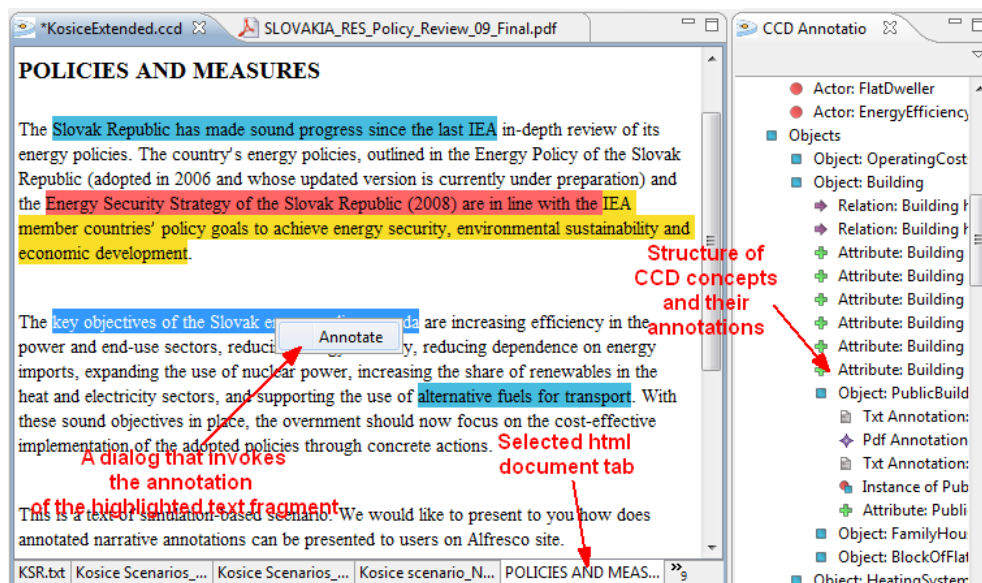 *KosiceExtended.ccd
SLOVAKIA_RES_Policy_Review_09_Final.pdf
POLICIES AND MEASURES
The Slovak Republic has made sound progress since the last IEA in-depth review of its
energy policies. The country's energy policies, outlined in the Energy Policy of the Slovak
Republic (adopted in 2006 and whose updated version is currently under preparation) and
the Energy Security Strategy of the Slovak Republic (2008) are in line with the IEA
member countries' policy goals to achieve energy security, environmental sustainability and
economic development.
The key objectives of the Slovak are increasing efficiency in the
power and end-use sectors, reducing dependence on energy
imports, expanding the use of nuclear power, increasing the share of renewables in the
heat and electricity sectors, and supporting the use of alternative fuels for transport. With
these sound objectives in place, the overnment should now focus on the cost-effective
implementation of the adopted policies through concrete actions.
This is a text of simulation-based scenario. We would like to present to you how does
annotated narrative annotations can be presented to users on Alfresco site.
Annotate
A dialog that invokes
the annotation
of the highlighted text fragment
Selected html
document tab
KSR.txt
Kosice Scenarios_...
Kosice Scenarios_...
Kosice scenario_N...
POLICIES AND MEAS...
»9
CCD Annotatio
Actor: FlatDweller
Actor: EnergyEfficiency
Objects
Object: OperatingCost
Object: Building
Relation: Building
Relation: Building
Attribute: Building
Attribute: Building
Attribute: Building
Attribute: Building
Attribute: Building
Attribute: Building
Object: PublicBuild
Txt Annotation:
Pdf Annotation
Txt Annotation:
Instance of Pub
Attribute: Publi
Object: FamilyHou
Object: BlockOfFlat
Object: HeatingSystem
Structure of
CCD concepts
and their
annotations